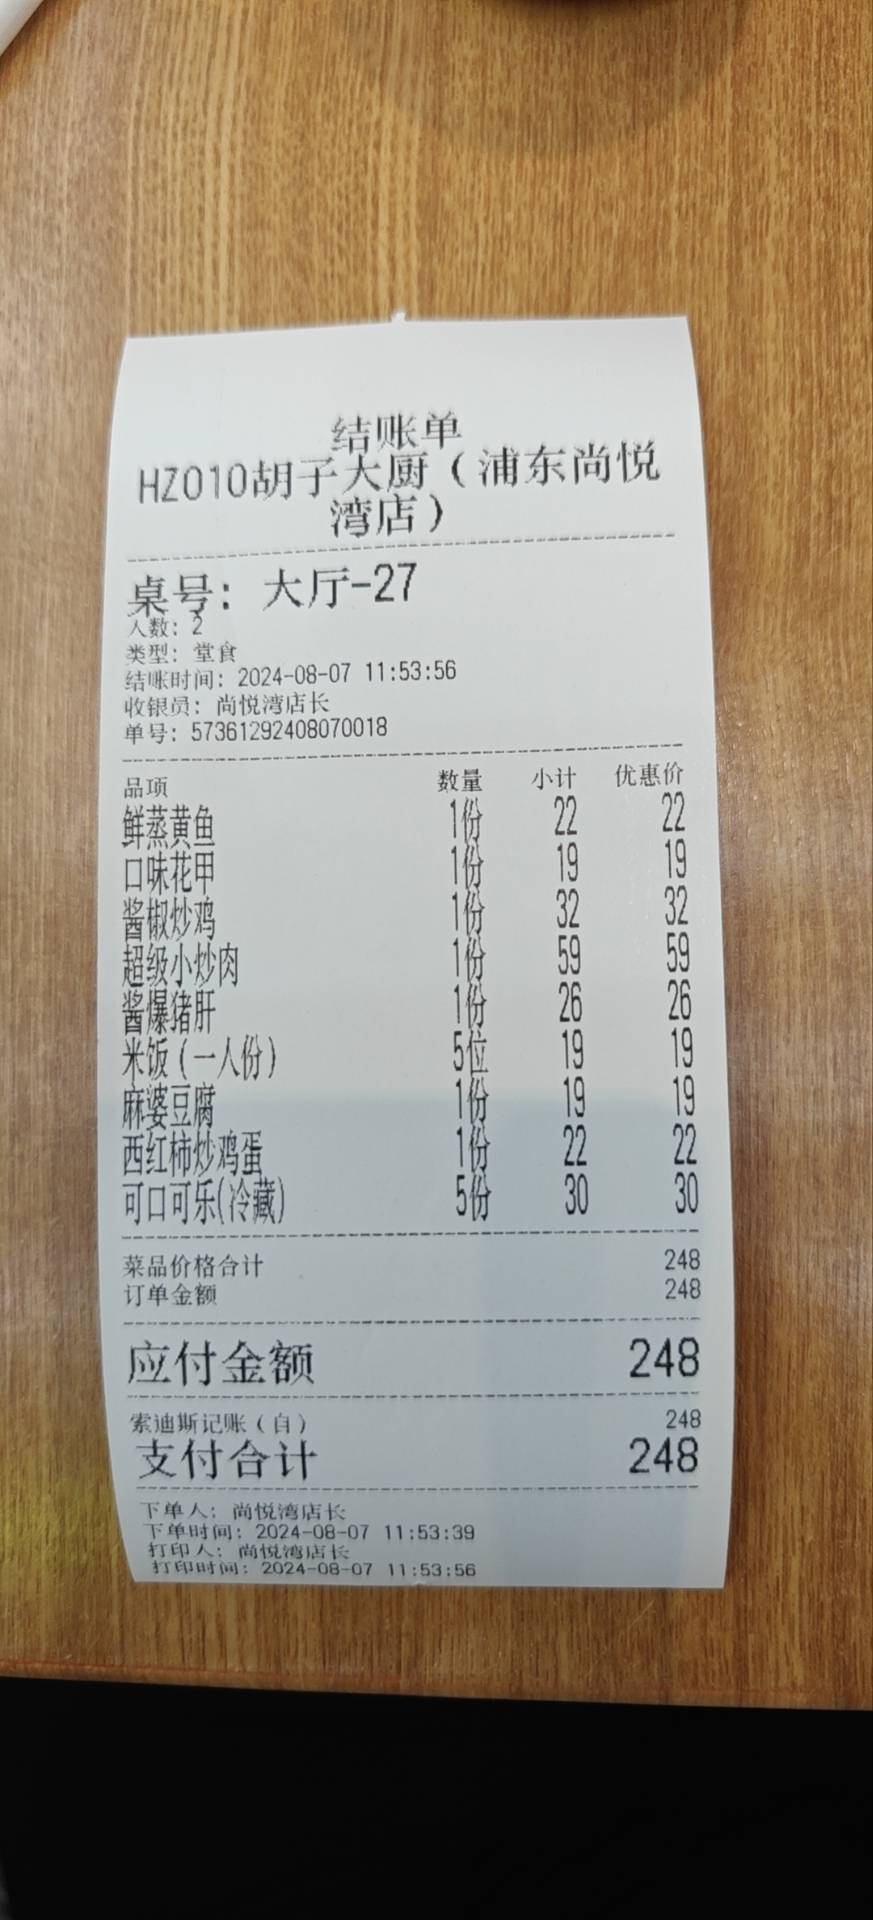 结账单
HZ010胡子大厨（浦东尚悦
湾店）
桌号：大厅-27
人数：2
类型：堂食
结账时间：2024-08-07 11:53:56
收银员：尚悦湾店长
单号：57361292408070018
品项 数量 小计 优惠价
鲜蒸黄鱼 1份 22 22
口味花甲 1份 19 19
酱椒炒鸡 1份 32 32
超级小炒肉 1份 59 59
酱爆猪肝 1份 26 26
米饭（一人份） 5位 19 19
麻婆豆腐 1份 19 19
西红柿炒鸡蛋 1份 22 22
可口可乐(冷藏) 5份 30 30
菜品价格合计 248
订单金额 248
应付金额 248
索迪斯记账（自） 248
支付合计 248
下单人：尚悦湾店长
下单时间：2024-08-07 11:53:39
打印人：尚悦湾店长
打印时间：2024-08-07 11:53:56